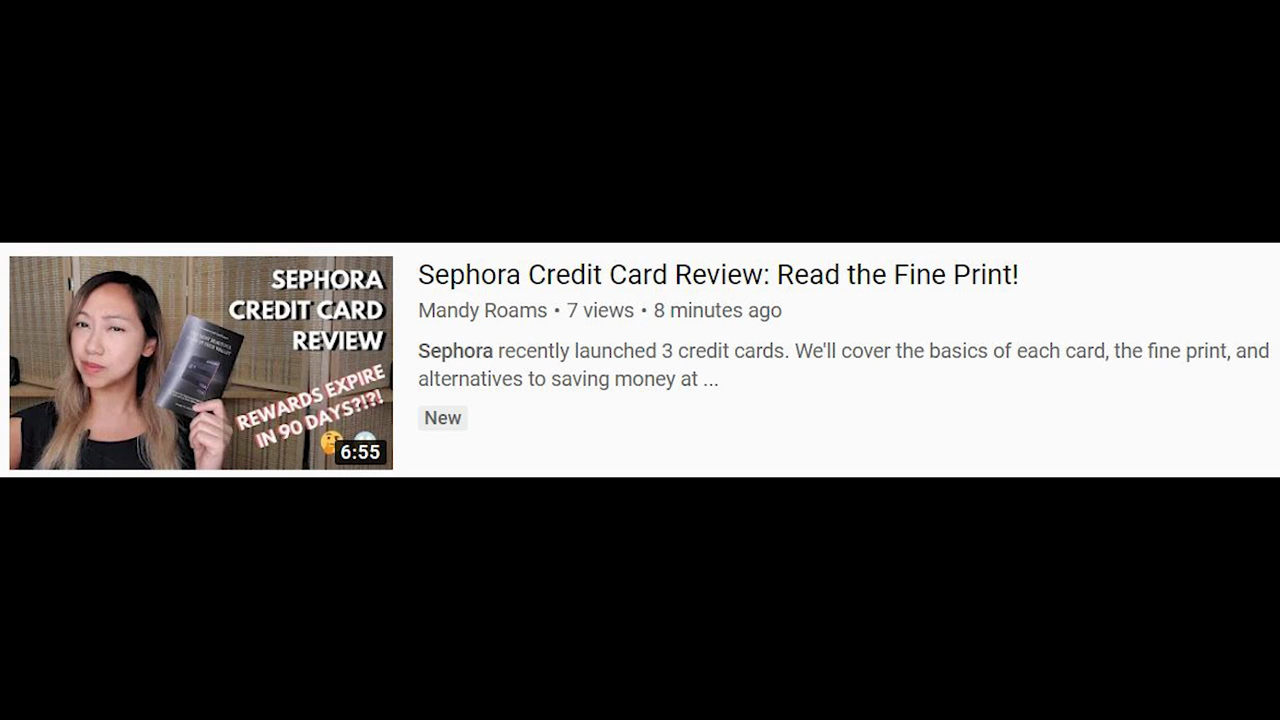 SEPHORA
CREDIT CARD
REVIEW
REWARDS EXPIRE
IN 90 DAYS?!?!
6:55
Sephora Credit Card Review: Read the Fine Print!
Mandy Roams • 7 views • 8 minutes ago
Sephora recently launched 3 credit cards. We'll cover the basics of each card, the fine print, and
alternatives to saving money at ...
New